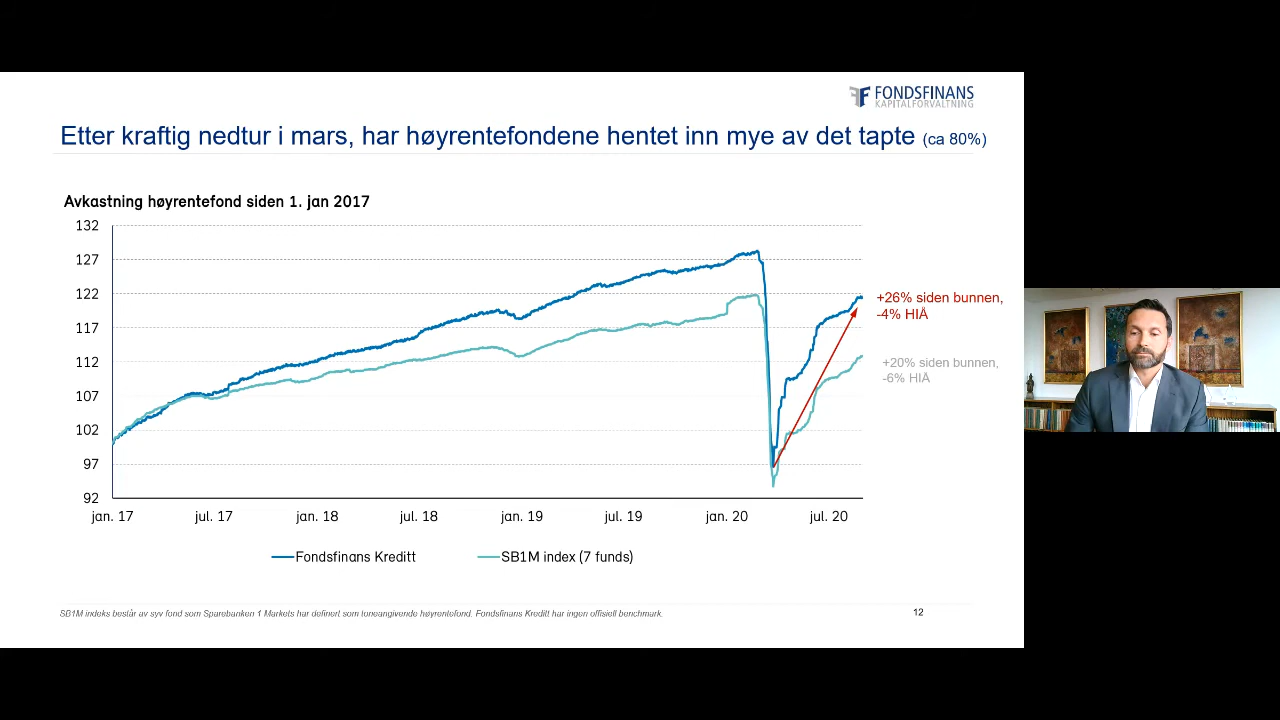 FONDSFINANS
KAPITALFORVALTNING
Etter kraftig nedtur i mars, har høyrentefondene hentet inn mye av det tapte (ca 80%)
Avkastning høyrentefond siden 1. jan 2017
132
127
122
117
112
107
102
97
92
jan. 17 jul. 17 jan. 18 jul. 18 jan. 19 jul. 19 jan. 20 jul. 20
+26% siden bunnen,
-4% HIÅ
+20% siden bunnen,
-6% HIÅ
Fondsfinans Kreditt SB1M index (7 funds)
SB1M indeks består av syv fond som Sparebanken 1 Markets har definert som toneangivende høyrentefond. Fondsfinans Kreditt har ingen offisiell benchmark.
12